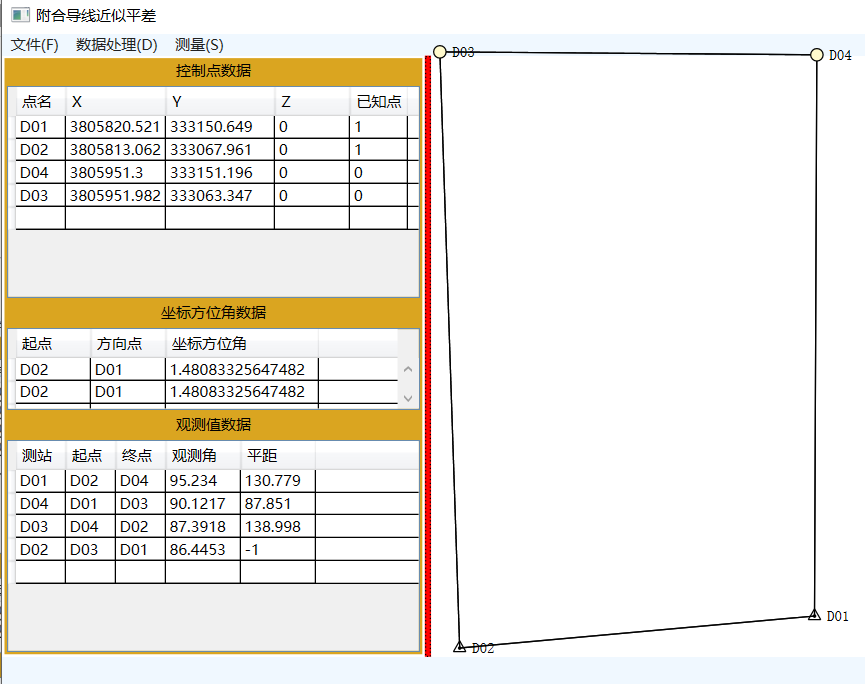 附合导线近似平差
文件(F) 数据处理(D) 测量(S)
控制点数据
点名 X Y Z 已知点
D01 3805820.521 333150.649 0 1
D02 3805813.062 333067.961 0 1
D04 3805951.3 333151.196 0 0
D03 3805951.982 333063.347 0 0
坐标方位角数据
起点 方向点 坐标方位角
D02 D01 1.48083325647482
D02 D01 1.48083325647482
观测值数据
测站 起点 终点 观测角 平距
D01 D02 D04 95.234 130.779
D04 D01 D03 90.1217 87.851
D03 D04 D02 87.3918 138.998
D02 D03 D01 86.4453 -1
D03
D04
D01
D02